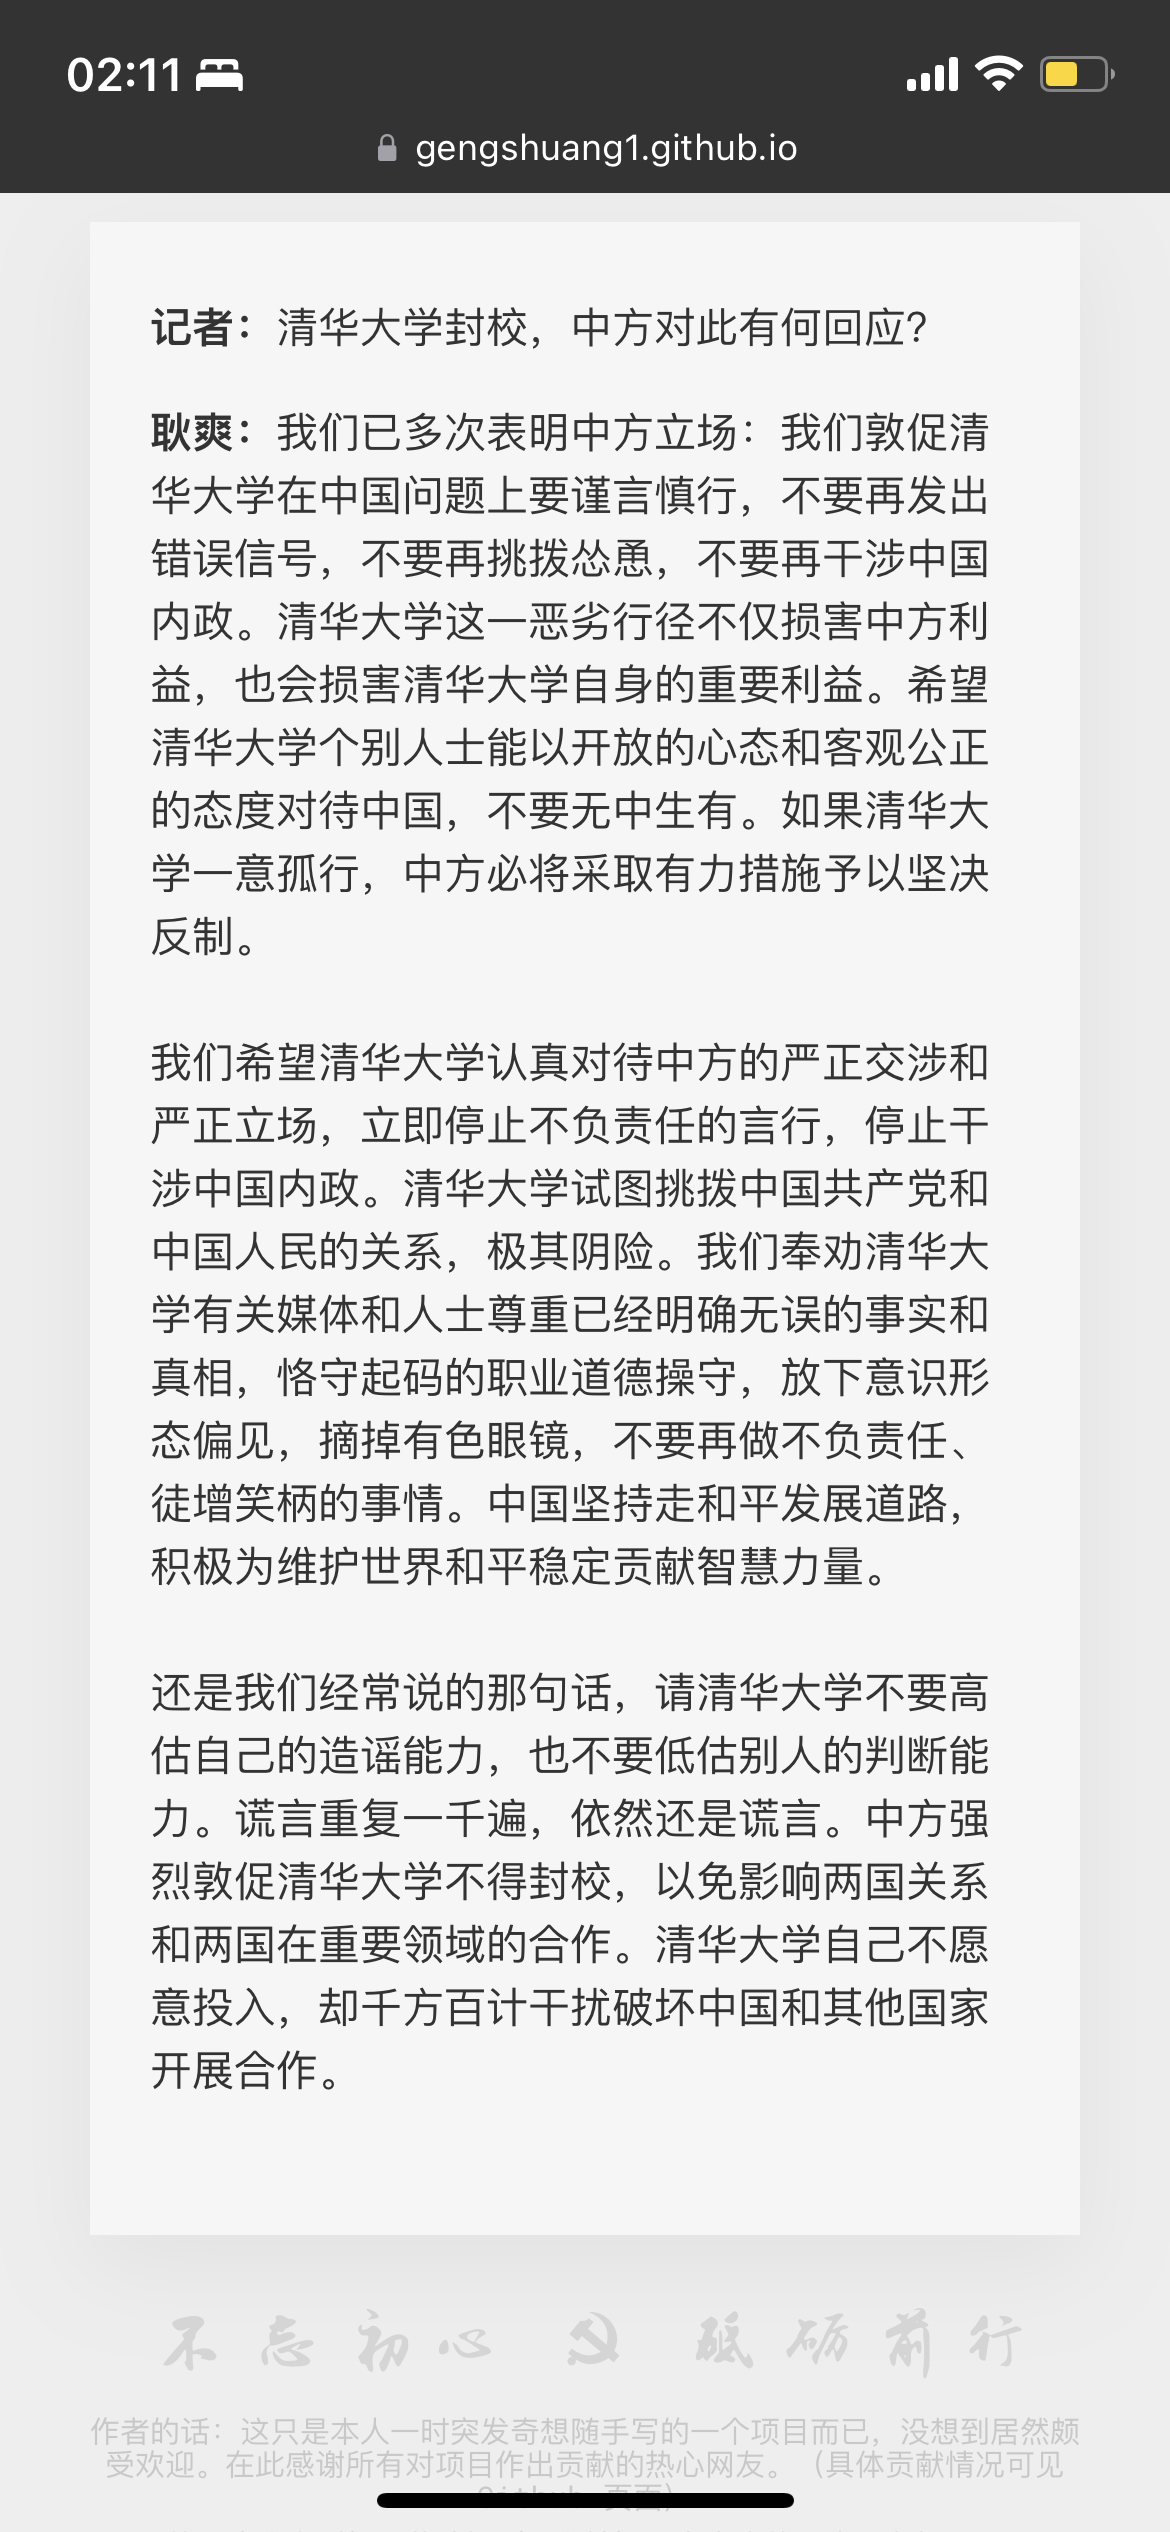 02:11
gengshuang1.github.io
记者：清华大学封校，中方对此有何回应?
耿爽：我们已多次表明中方立场：我们敦促清
华大学在中国问题上要谨言慎行，不要再发出
错误信号，不要再挑拨怂恿，不要再干涉中国
内政。清华大学这一恶劣行径不仅损害中方利
益，也会损害清华大学自身的重要利益。希望
清华大学个别人士能以开放的心态和客观公正
的态度对待中国，不要无中生有。如果清华大
学一意孤行，中方必将采取有力措施予以坚决
反制。
我们希望清华大学认真对待中方的严正交涉和
严正立场，立即停止不负责任的言行，停止干
涉中国内政。清华大学试图挑拨中国共产党和
中国人民的关系，极其阴险。我们奉劝清华大
学有关媒体和人士尊重已经明确无误的事实和
真相，恪守起码的职业道德操守，放下意识形
态偏见，摘掉有色眼镜，不要再做不负责任、
徒增笑柄的事情。中国坚持走和平发展道路，
积极为维护世界和平稳定贡献智慧力量。
还是我们经常说的那句话，请清华大学不要高
估自己的造谣能力，也不要低估别人的判断能
力。谎言重复一千遍，依然还是谎言。中方强
烈敦促清华大学不得封校，以免影响两国关系
和两国在重要领域的合作。清华大学自己不愿
意投入，却千方百计干扰破坏中国和其他国家
开展合作。
不忘初心 ☭ 砥砺前行
作者的话：这只是本人一时突发奇想随手写的一个项目而已，没想到居然颇
受欢迎。在此感谢所有对项目作出贡献的热心网友。（具体贡献情况可见
页面）